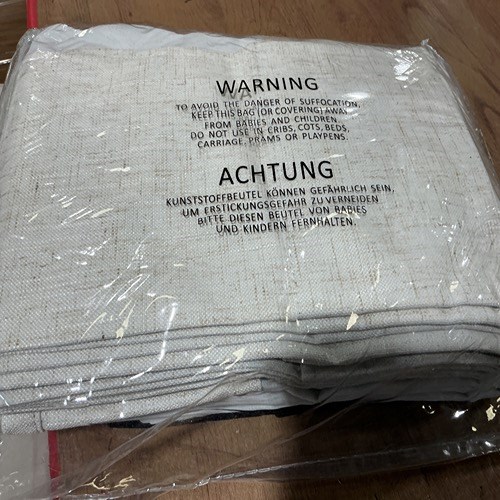 WARNING
TO AVOID THE DANGER OF SUFFOCATION,
KEEP THIS BAG (OR COVERING) AWAY
FROM BABIES AND CHILDREN.
DO NOT USE IN CRIBS, COTS, BEDS,
CARRIAGE, PRAMS OR PLAYPENS.
ACHTUNG
KUNSTSTOFFBEUTEL KÖNNEN GEFÄHRLICH SEIN,
UM ERSTICKUNGSGEFAHR ZU VERNEIDEN
BITTE DIESEN BEUTEL VON BABIES
UND KINDERN FERNHALTEN.